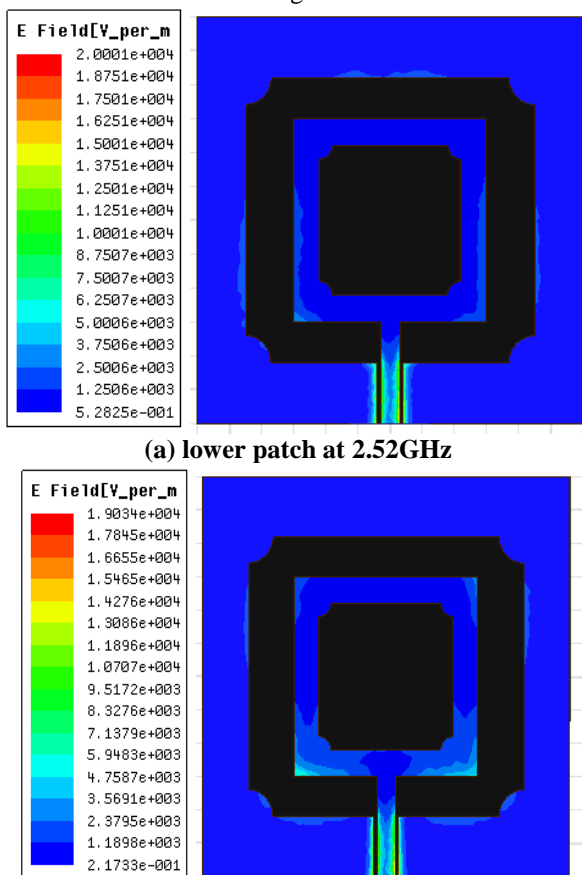 E Field[V_per_m
2.0001e+004
1.8751e+004
1.7501e+004
1.6251e+004
1.5001e+004
1.3751e+004
1.2501e+004
1.1251e+004
1.0001e+004
8.7507e+003
7.5007e+003
6.2507e+003
5.0006e+003
3.7506e+003
2.5006e+003
1.2506e+003
5.2825e-001
(a) lower patch at 2.52GHz
E Field[V_per_m
1.9034e+004
1.7845e+004
1.6655e+004
1.5465e+004
1.4276e+004
1.3086e+004
1.1896e+004
1.0707e+004
9.5172e+003
8.3276e+003
7.1379e+003
5.9483e+003
4.7587e+003
3.5691e+003
2.3795e+003
1.1898e+003
2.1733e-001